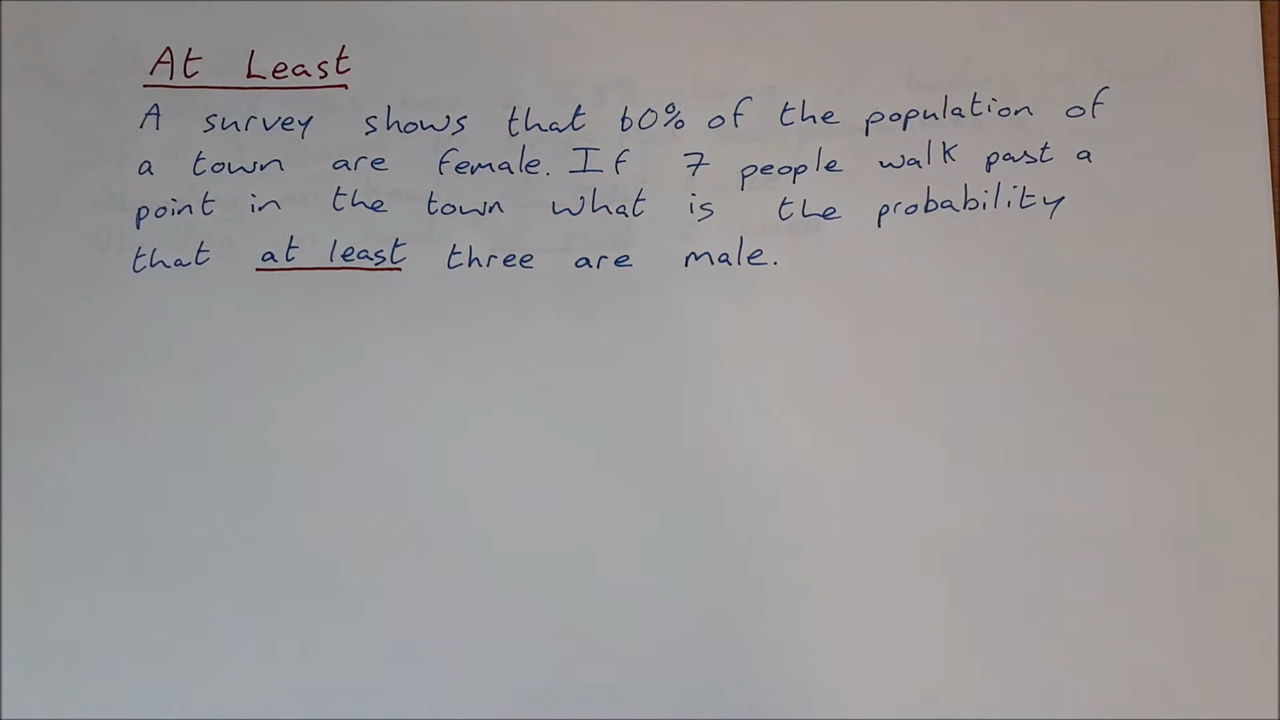 At Least
A survey shows that 60% of the population of
a town are female. If 7 people walk past a
point in the town what is the probability
that at least three are male.